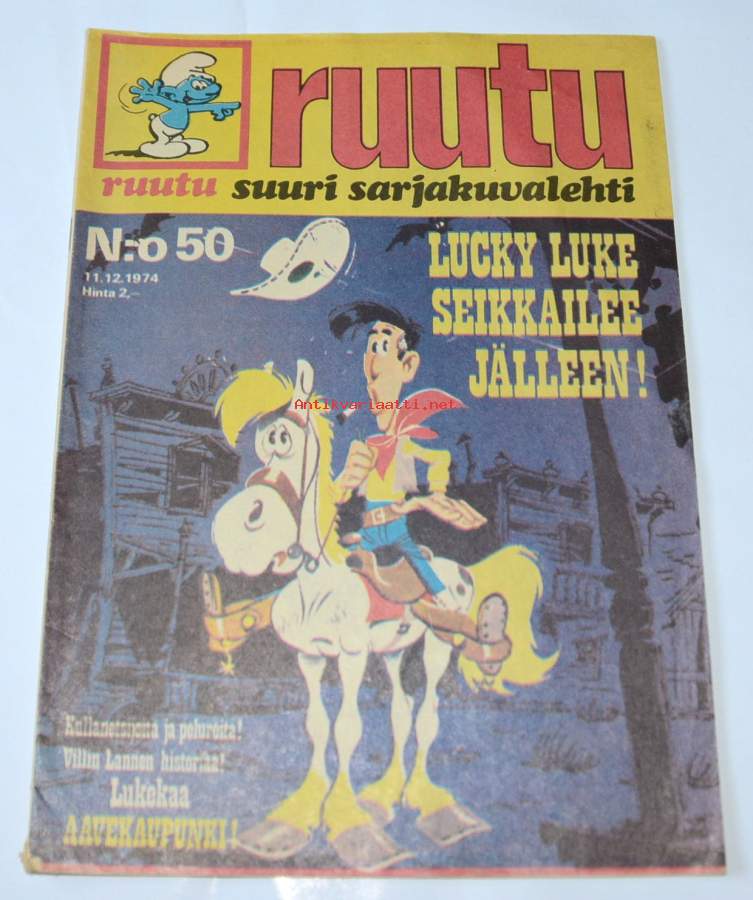 ruutu
ruutu suuri sarjakuvalehti
N:o 50
11.12.1974
Hinta 2,–
LUCKY LUKE
SEIKKAILEE
JÄLLEEN!
Antikvariaatti.net
Kullanetsijöitä ja pelureita!
Villin Lännen historiaa!
Lukekaa
AAVEKAUPUNKI!